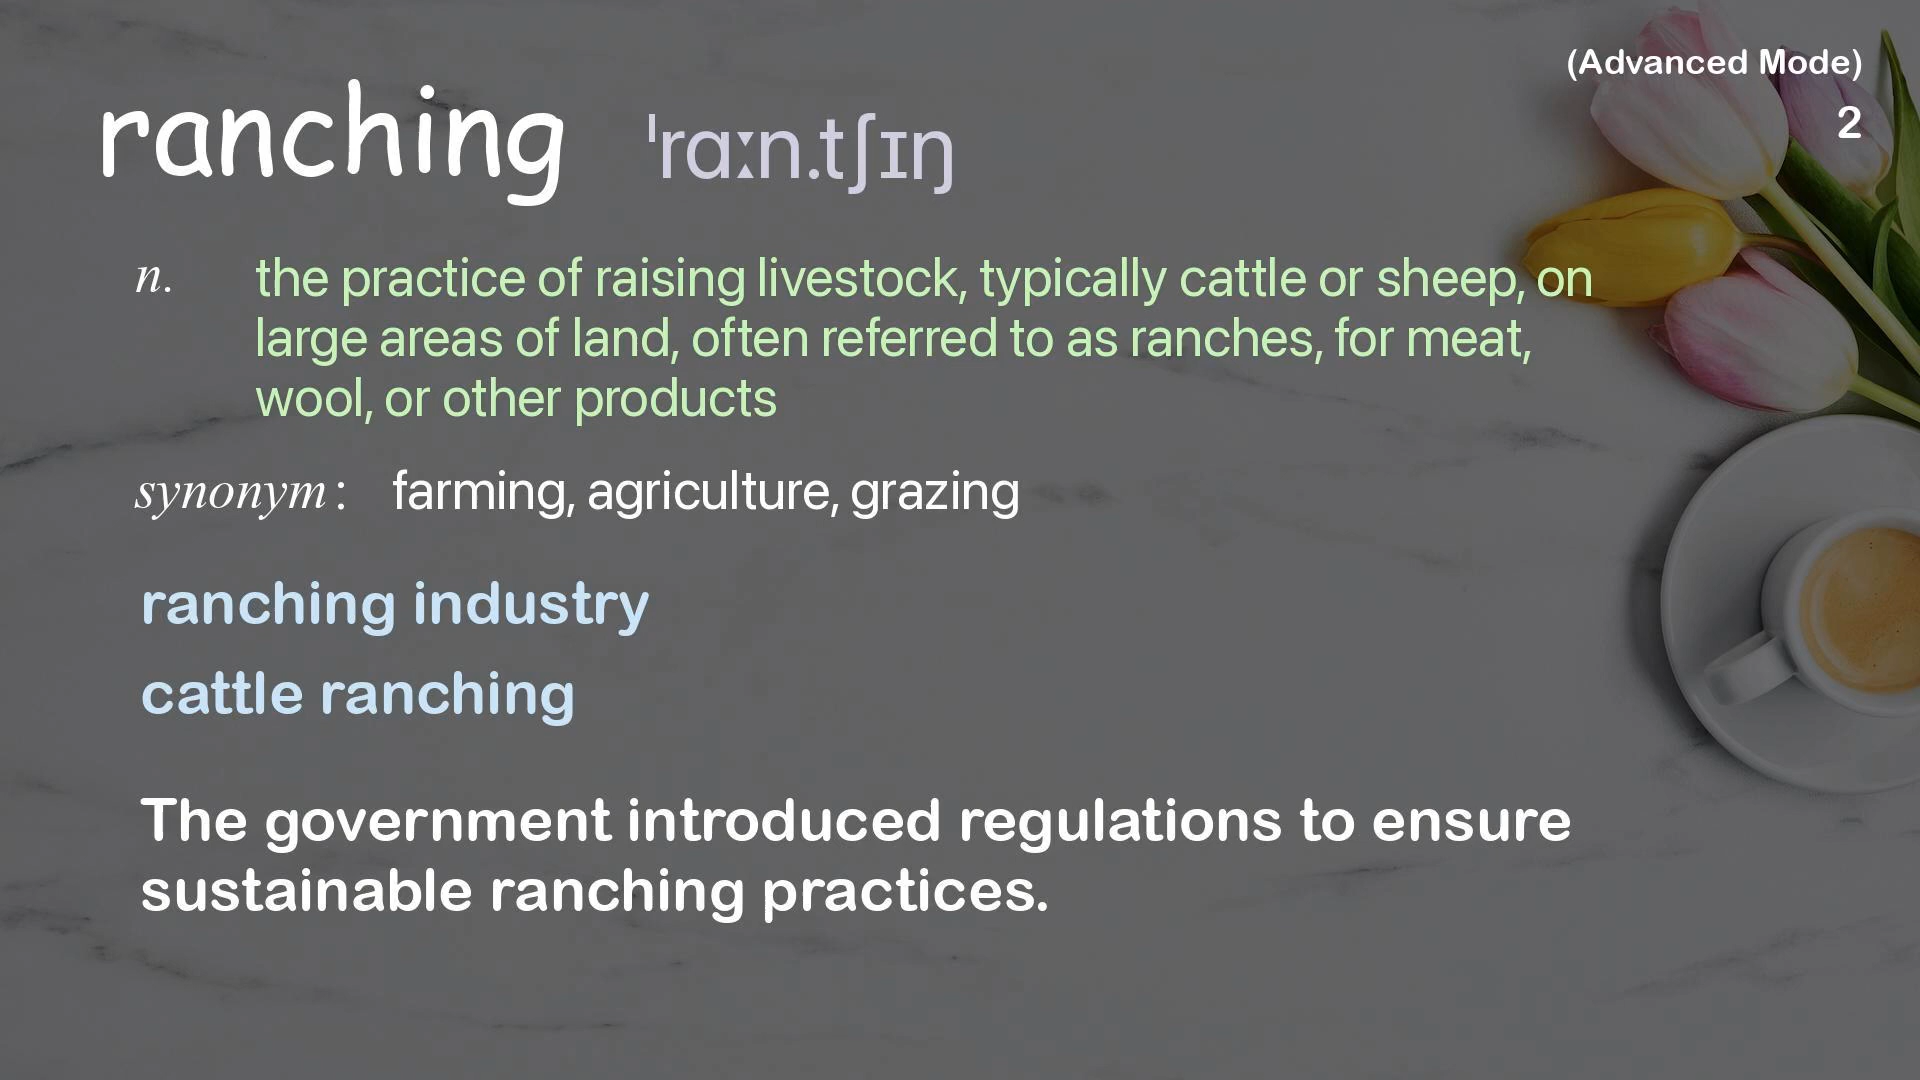 (Advanced Mode)
2
ranching ˈrɑːn.tʃɪŋ
n. the practice of raising livestock, typically cattle or sheep, on
large areas of land, often referred to as ranches, for meat,
wool, or other products
synonym : farming, agriculture, grazing
ranching industry
cattle ranching
The government introduced regulations to ensure
sustainable ranching practices.